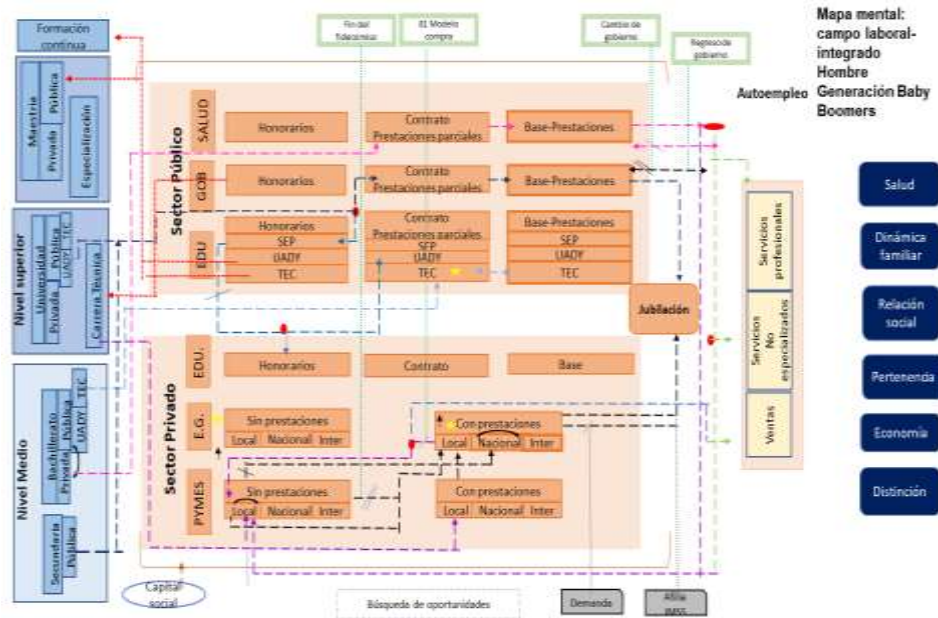 Formación
continua
Fin del
fideicomiso
El Modelo
compra
Cambio de
gobierno
Regreso de
gobierno
Mapa mental:
campo laboral-
integrado
Hombre
Generación Baby
Boomers
Autoempleo
Maestría
Privada
Pública
Especialización
Nivel superior
Universidad
Privada
Pública
UADY
TEC
Carrera Técnica
Nivel Medio
Bachillerato
Privada
Pública
UADY
TEC
Secundaria
Pública
Sector Público
SALUD
Honorarios
Contrato
Prestaciones parciales
Base-Prestaciones
GOB
Honorarios
Contrato
Prestaciones parciales
Base-Prestaciones
EDU
Honorarios
SEP
UADY
TEC
Contrato
Prestaciones parciales
SEP
UADY
TEC
Base-Prestaciones
SEP
UADY
TEC
Jubilación
Sector Privado
EDU.
Honorarios
Contrato
Base
E.G.
Sin prestaciones
Local Nacional Inter
Con prestaciones
Local Nacional Inter
PYMES
Sin prestaciones
Local Nacional Inter
Con prestaciones
Local Nacional Inter
Servicios
profesionales
Servicios
No
especializados
Ventas
Salud
Dinámica
familiar
Relación
social
Pertenencia
Economía
Distinción
Capital
social
Búsqueda de oportunidades
Demanda
Afilia
IMSS